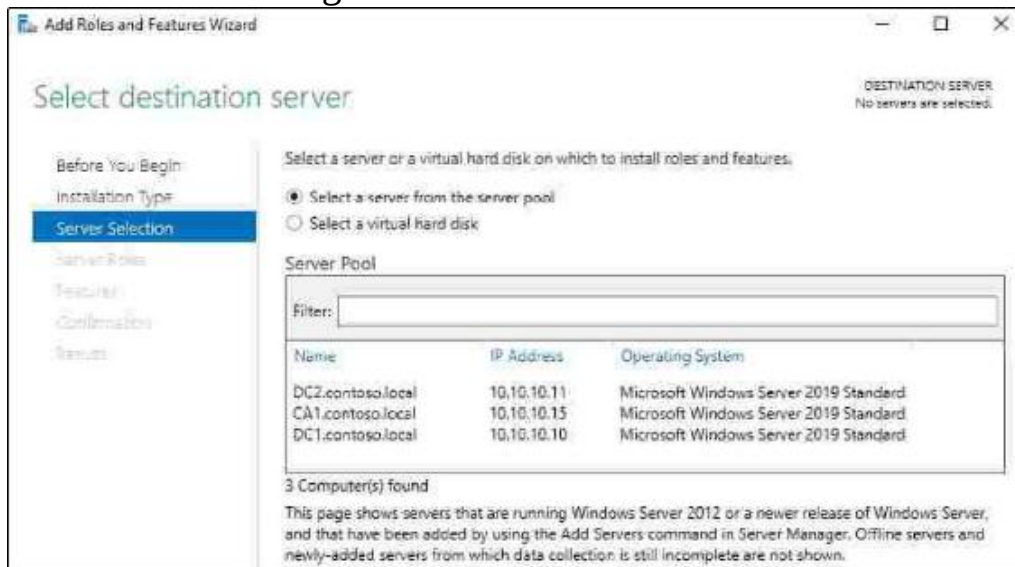 Add Roles and Features Wizard
Select destination server
DESTINATION SERVER
No servers are selected.
Before You Begin
Installation Type
Server Selection
Server Roles
Features
Confirmation
Results
Select a server or a virtual hard disk on which to install roles and features.
Select a server from the server pool
Select a virtual hard disk
Server Pool
Filter:
Name IP Address Operating System
DC2.contoso.local 10.10.10.11 Microsoft Windows Server 2019 Standard
CA1.contoso.local 10.10.10.15 Microsoft Windows Server 2019 Standard
DC1.contoso.local 10.10.10.10 Microsoft Windows Server 2019 Standard
3 Computer(s) found
This page shows servers that are running Windows Server 2012 or a newer release of Windows Server,
and that have been added by using the Add Servers command in Server Manager. Offline servers and
newly-added servers from which data collection is still incomplete are not shown.